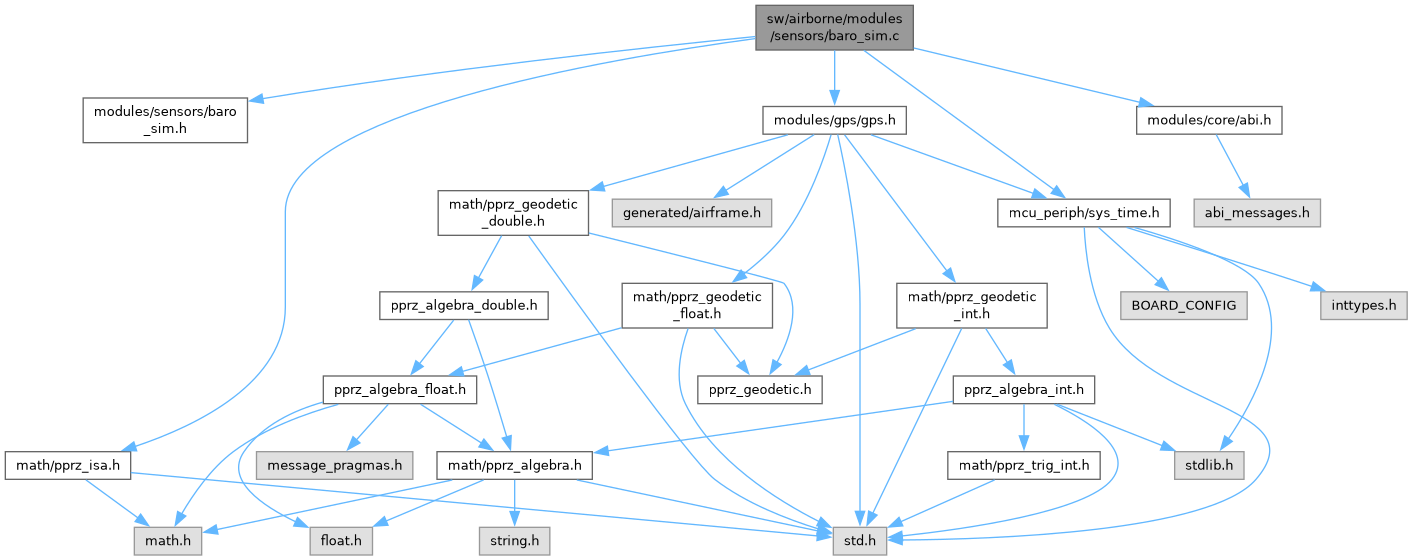 sw/airborne/modules
/sensors/baro_sim.c
modules/sensors/baro
_sim.h
modules/gps/gps.h
modules/core/abi.h
math/pprz_geodetic
_double.h
generated/airframe.h
mcu_periph/sys_time.h
abi_messages.h
pprz_algebra_double.h
math/pprz_geodetic
_float.h
math/pprz_geodetic
_int.h
BOARD_CONFIG
inttypes.h
pprz_algebra_float.h
pprz_geodetic.h
pprz_algebra_int.h
math/pprz_isa.h
message_pragmas.h
math/pprz_algebra.h
math/pprz_trig_int.h
stdlib.h
math.h
float.h
string.h
std.h